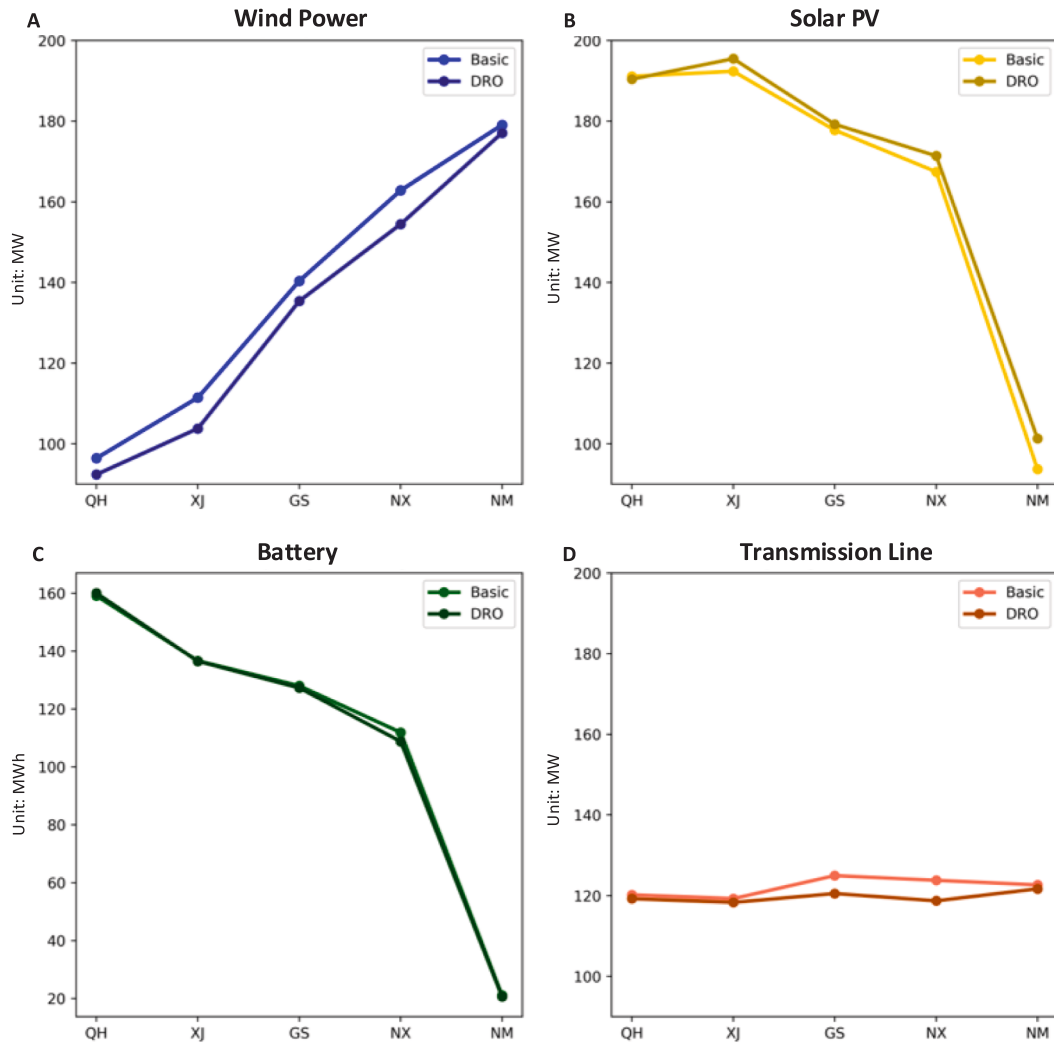 A Wind Power
Unit: MW
200
180
160
140
120
100
QH XJ GS NX NM
Basic
DRO
B Solar PV
Unit: MW
200
180
160
140
120
100
QH XJ GS NX NM
Basic
DRO
C Battery
Unit: MWh
160
140
120
100
80
60
40
20
QH XJ GS NX NM
Basic
DRO
D Transmission Line
Unit: MW
200
180
160
140
120
100
QH XJ GS NX NM
Basic
DRO